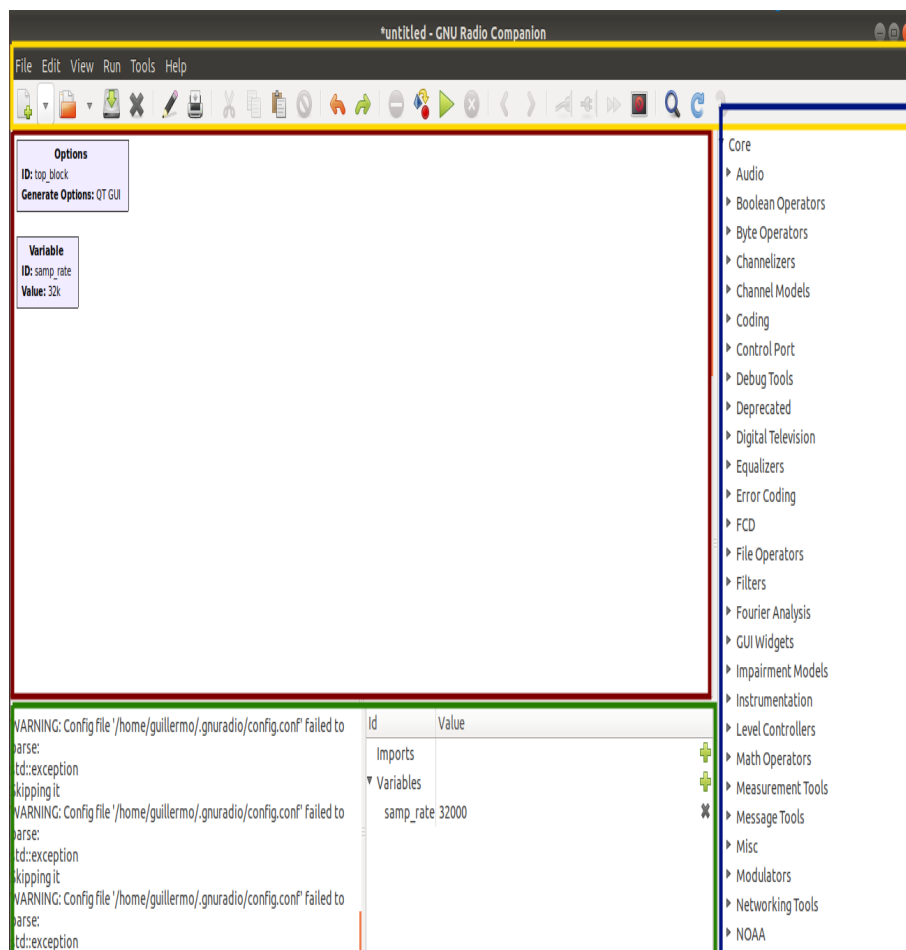 *untitled - GNU Radio Companion
File Edit View Run Tools Help
Options
ID: top_block
Generate Options: QT GUI
Variable
ID: samp_rate
Value: 32k
Core
Audio
Boolean Operators
Byte Operators
Channelizers
Channel Models
Coding
Control Port
Debug Tools
Deprecated
Digital Television
Equalizers
Error Coding
FCD
File Operators
Filters
Fourier Analysis
GUI Widgets
Impairment Models
Instrumentation
Level Controllers
Math Operators
Measurement Tools
Message Tools
Misc
Modulators
Networking Tools
NOAA
WARNING: Config file '/home/guillermo/.gnuradio/config.conf' failed to
parse:
std::exception
Skipping it
WARNING: Config file '/home/guillermo/.gnuradio/config.conf' failed to
parse:
std::exception
Skipping it
WARNING: Config file '/home/guillermo/.gnuradio/config.conf' failed to
parse:
std::exception
Id Value
Imports
Variables
samp_rate 32000